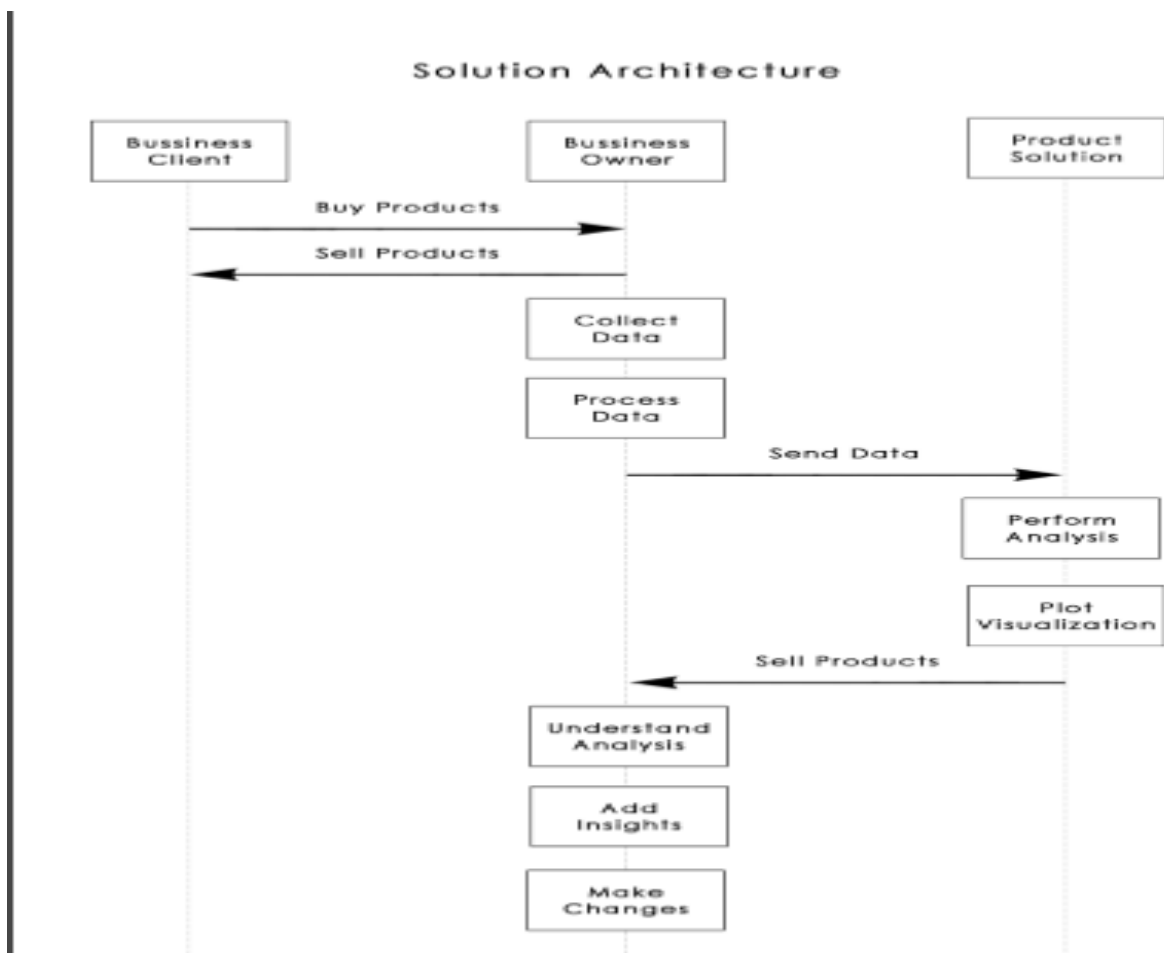 Solution Architecture
Bussiness
Client
Bussiness
Owner
Product
Solution
Buy Products
Sell Products
Collect
Data
Process
Data
Send Data
Perform
Analysis
Plot
Visualization
Sell Products
Understand
Analysis
Add
Insights
Make
Changes